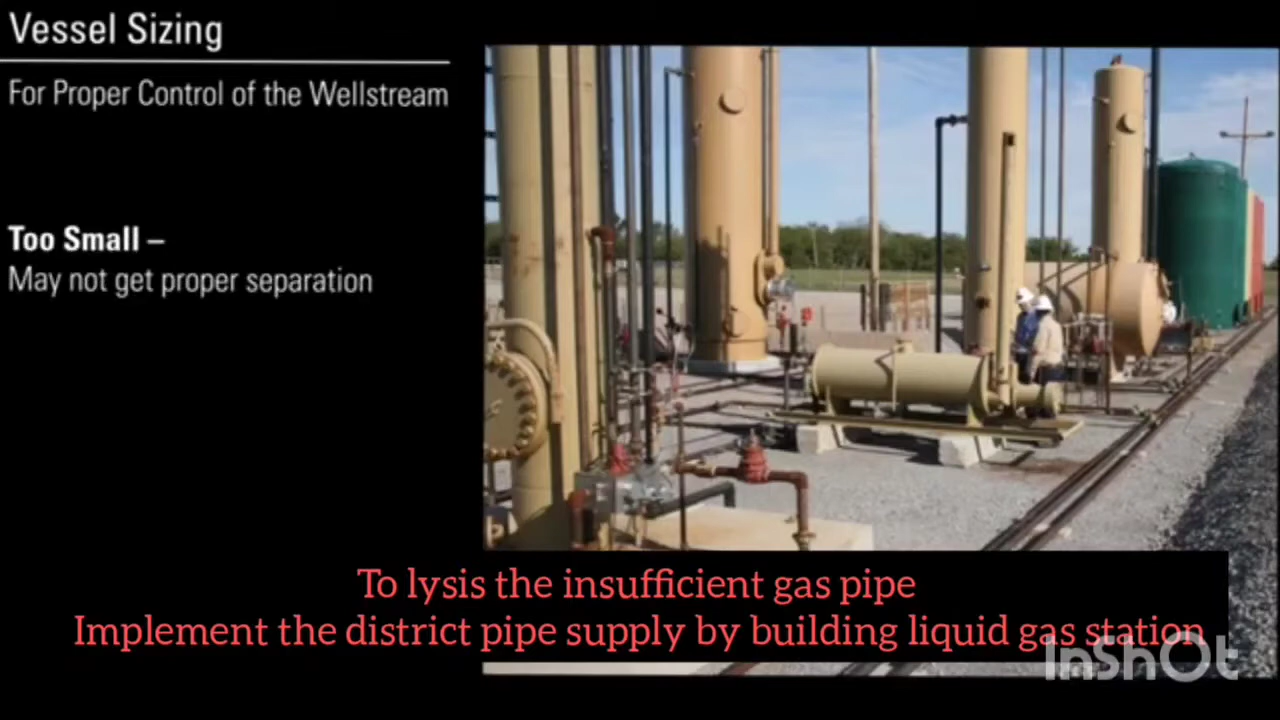 Vessel Sizing
For Proper Control of the Wellstream
Too Small –
May not get proper separation
To lysis the insufficient gas pipe
Implement the district pipe supply by building liquid gas station
InShOt